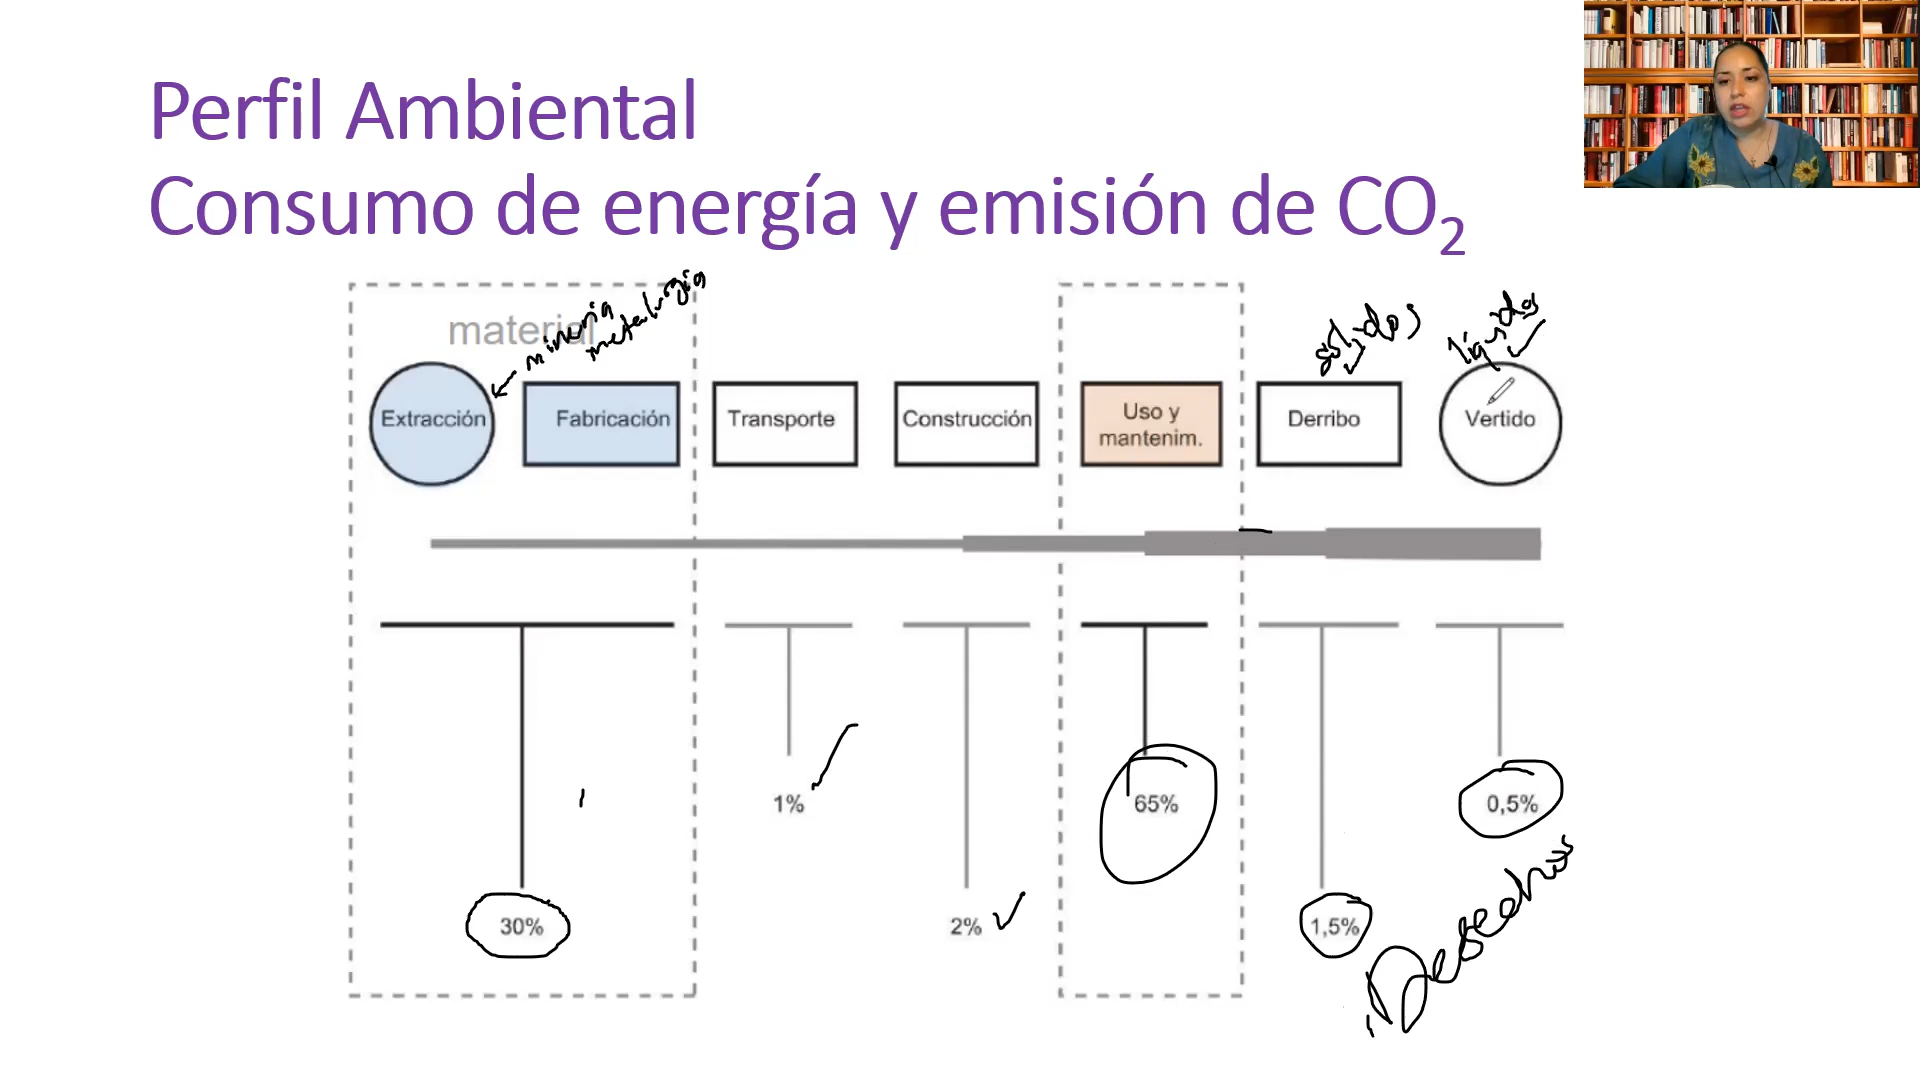 Perfil Ambiental
Consumo de energía y emisión de CO₂
material
minería
metalurgia
sólidos
líquidos
Extracción
Fabricación
Transporte
Construcción
Uso y
mantenim.
Derribo
Vertido
1%
65%
0,5%
30%
2%
1,5%
Desechos